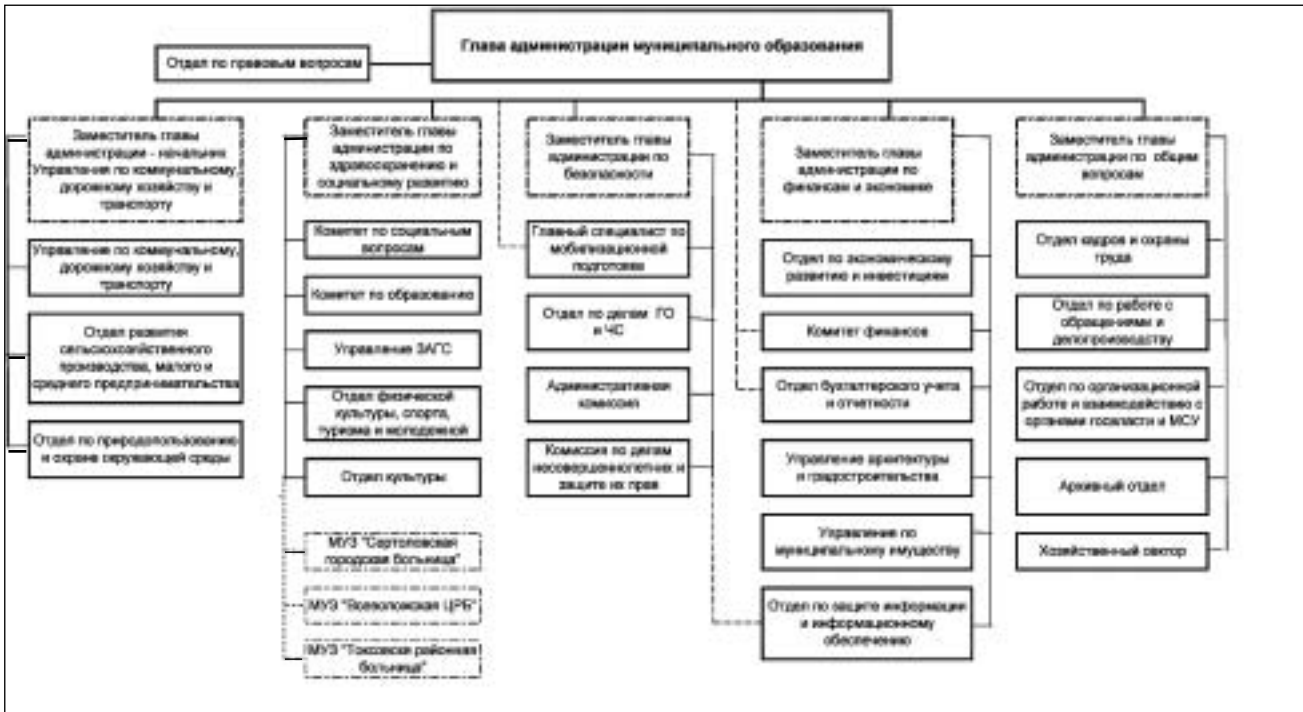 Глава администрации муниципального образования
Отдел по правовым вопросам
Заместитель главы
администрации - начальник
Управления по коммунальному,
дорожному хозяйству и
транспорту
Управление по коммунальному,
дорожному хозяйству и
транспорту
Отдел развития
сельскохозяйственного
производства, малого и
среднего предпринимательства
Отдел по природопользованию
и охране окружающей среды
Заместитель главы
администрации по
здравоохранению и
социальному развитию
Комитет по социальным
вопросам
Комитет по образованию
Управление ЗАГС
Отдел физической
культуры, спорта,
туризма и молодежной
Отдел культуры
МУЗ "Сертоловская
городская больница"
МУЗ "Всеволожская ЦРБ"
МУЗ "Токсовская районная
больница"
Заместитель главы
администрации по
безопасности
Главный специалист по
мобилизационной
подготовке
Отдел по делам ГО
и ЧС
Административная
комиссия
Комиссия по делам
несовершеннолетних и
защите их прав
Заместитель главы
администрации по
финансам и экономике
Отдел по экономическому
развитию и инвестициям
Комитет финансов
Отдел бухгалтерского учета
и отчетности
Управление архитектуры
и градостроительства
Управление по
муниципальному имуществу
Отдел по защите информации
и информационному
обеспечению
Заместитель главы
администрации по общим
вопросам
Отдел кадров и охраны
труда
Отдел по работе с
обращениями и
делопроизводству
Отдел по организационной
работе и взаимодействию с
органами госвласти и МСУ
Архивный отдел
Хозяйственный сектор